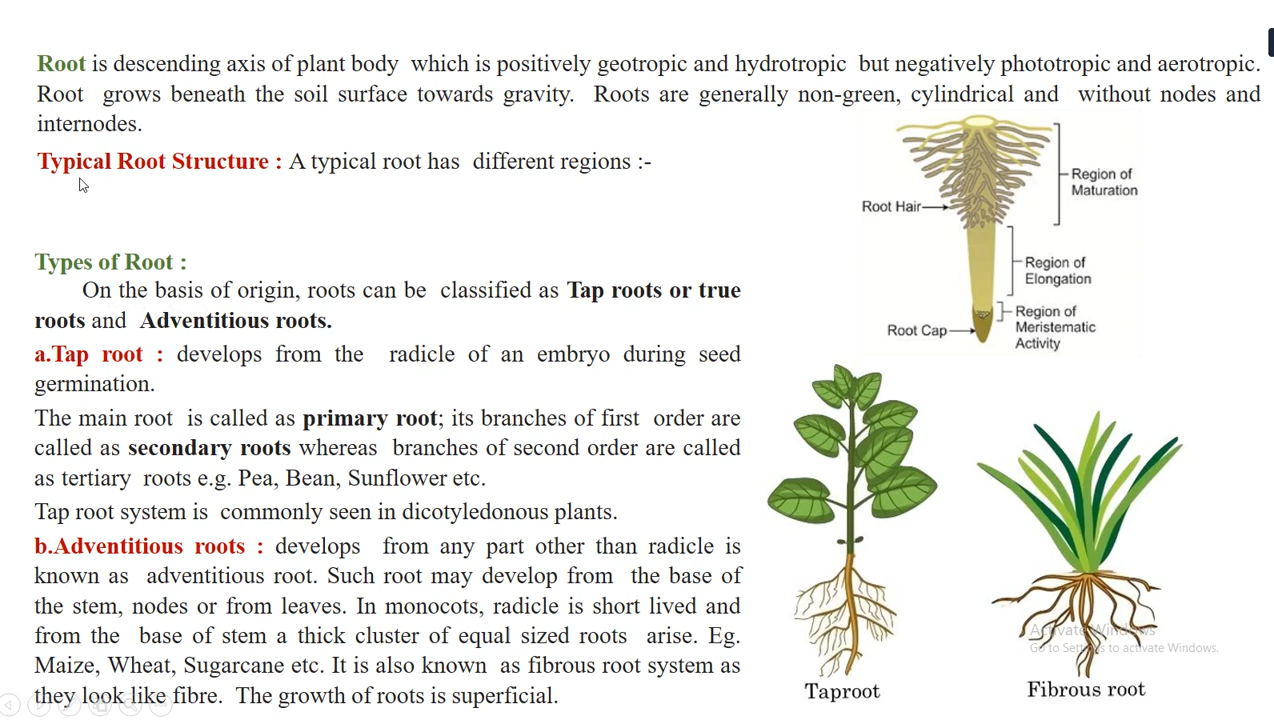 Root is descending axis of plant body which is positively geotropic and hydrotropic but negatively phototropic and aerotropic.
Root grows beneath the soil surface towards gravity. Roots are generally non-green, cylindrical and without nodes and
internodes.
Typical Root Structure : A typical root has different regions :-
Region of
Maturation
Root Hair
Region of
Elongation
Region of
Meristematic
Activity
Root Cap
Types of Root :
On the basis of origin, roots can be classified as Tap roots or true
roots and Adventitious roots.
a.Tap root : develops from the radicle of an embryo during seed
germination.
The main root is called as primary root; its branches of first order are
called as secondary roots whereas branches of second order are called
as tertiary roots e.g. Pea, Bean, Sunflower etc.
Tap root system is commonly seen in dicotyledonous plants.
b.Adventitious roots : develops from any part other than radicle is
known as adventitious root. Such root may develop from the base of
the stem, nodes or from leaves. In monocots, radicle is short lived and
from the base of stem a thick cluster of equal sized roots arise. Eg.
Maize, Wheat, Sugarcane etc. It is also known as fibrous root system as
they look like fibre. The growth of roots is superficial.
Taproot
Fibrous root
Activate Windows
Go to Settings to activate Windows.